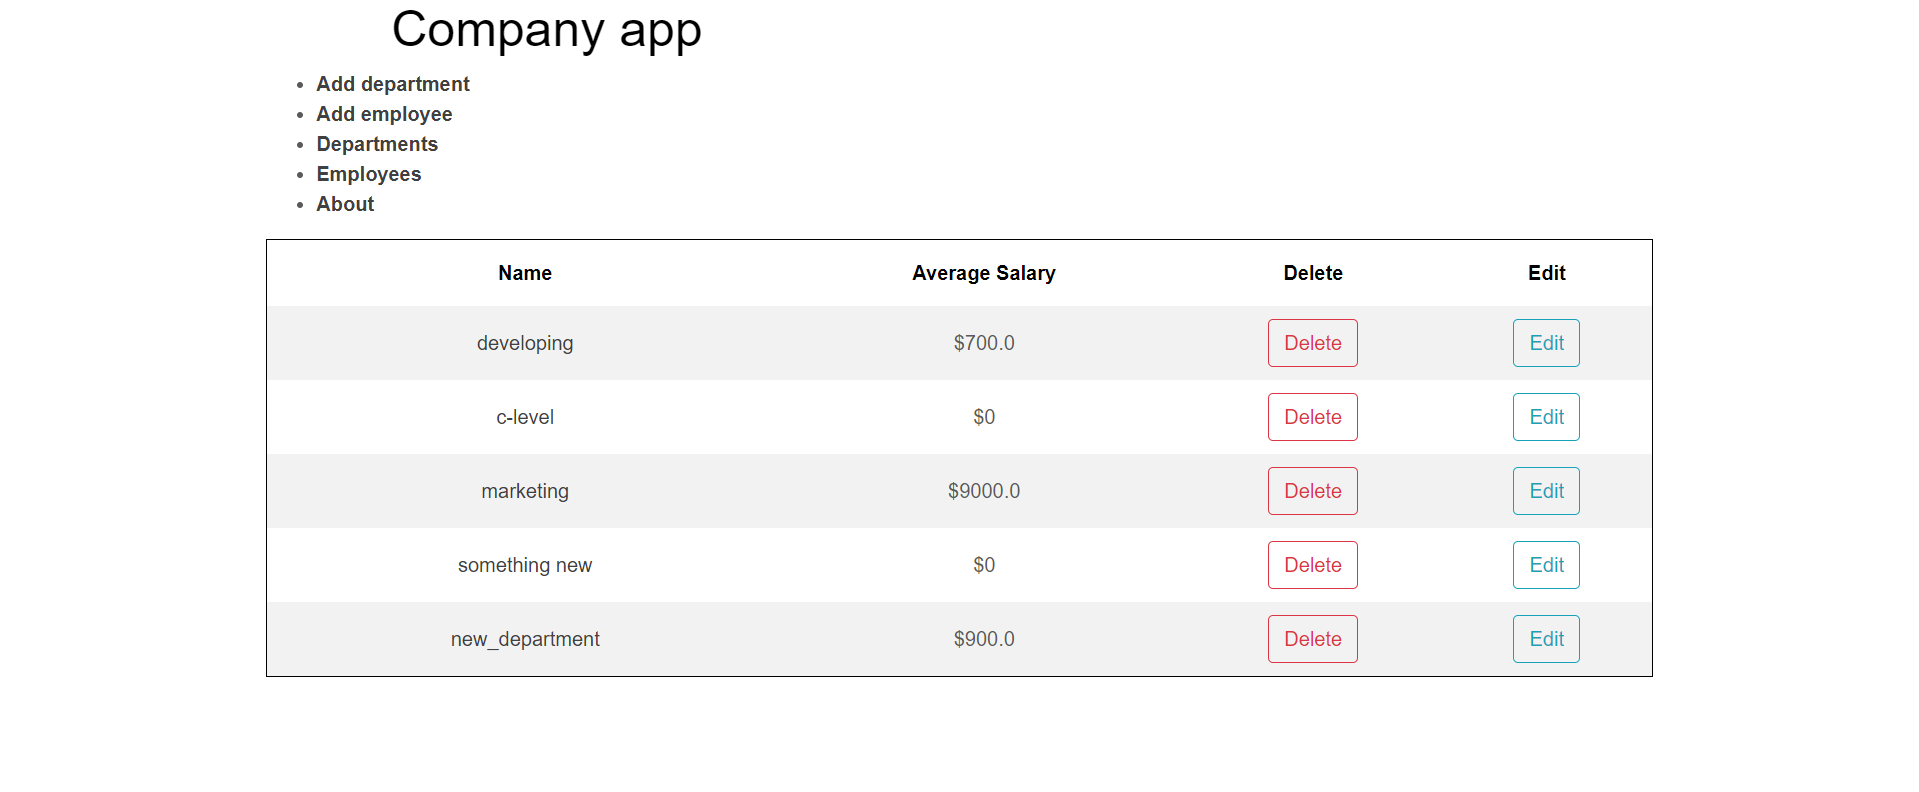 Company app
Add department
Add employee
Departments
Employees
About
Name Average Salary Delete Edit
developing $700.0 Delete Edit
c-level $0 Delete Edit
marketing $9000.0 Delete Edit
something new $0 Delete Edit
new_department $900.0 Delete Edit